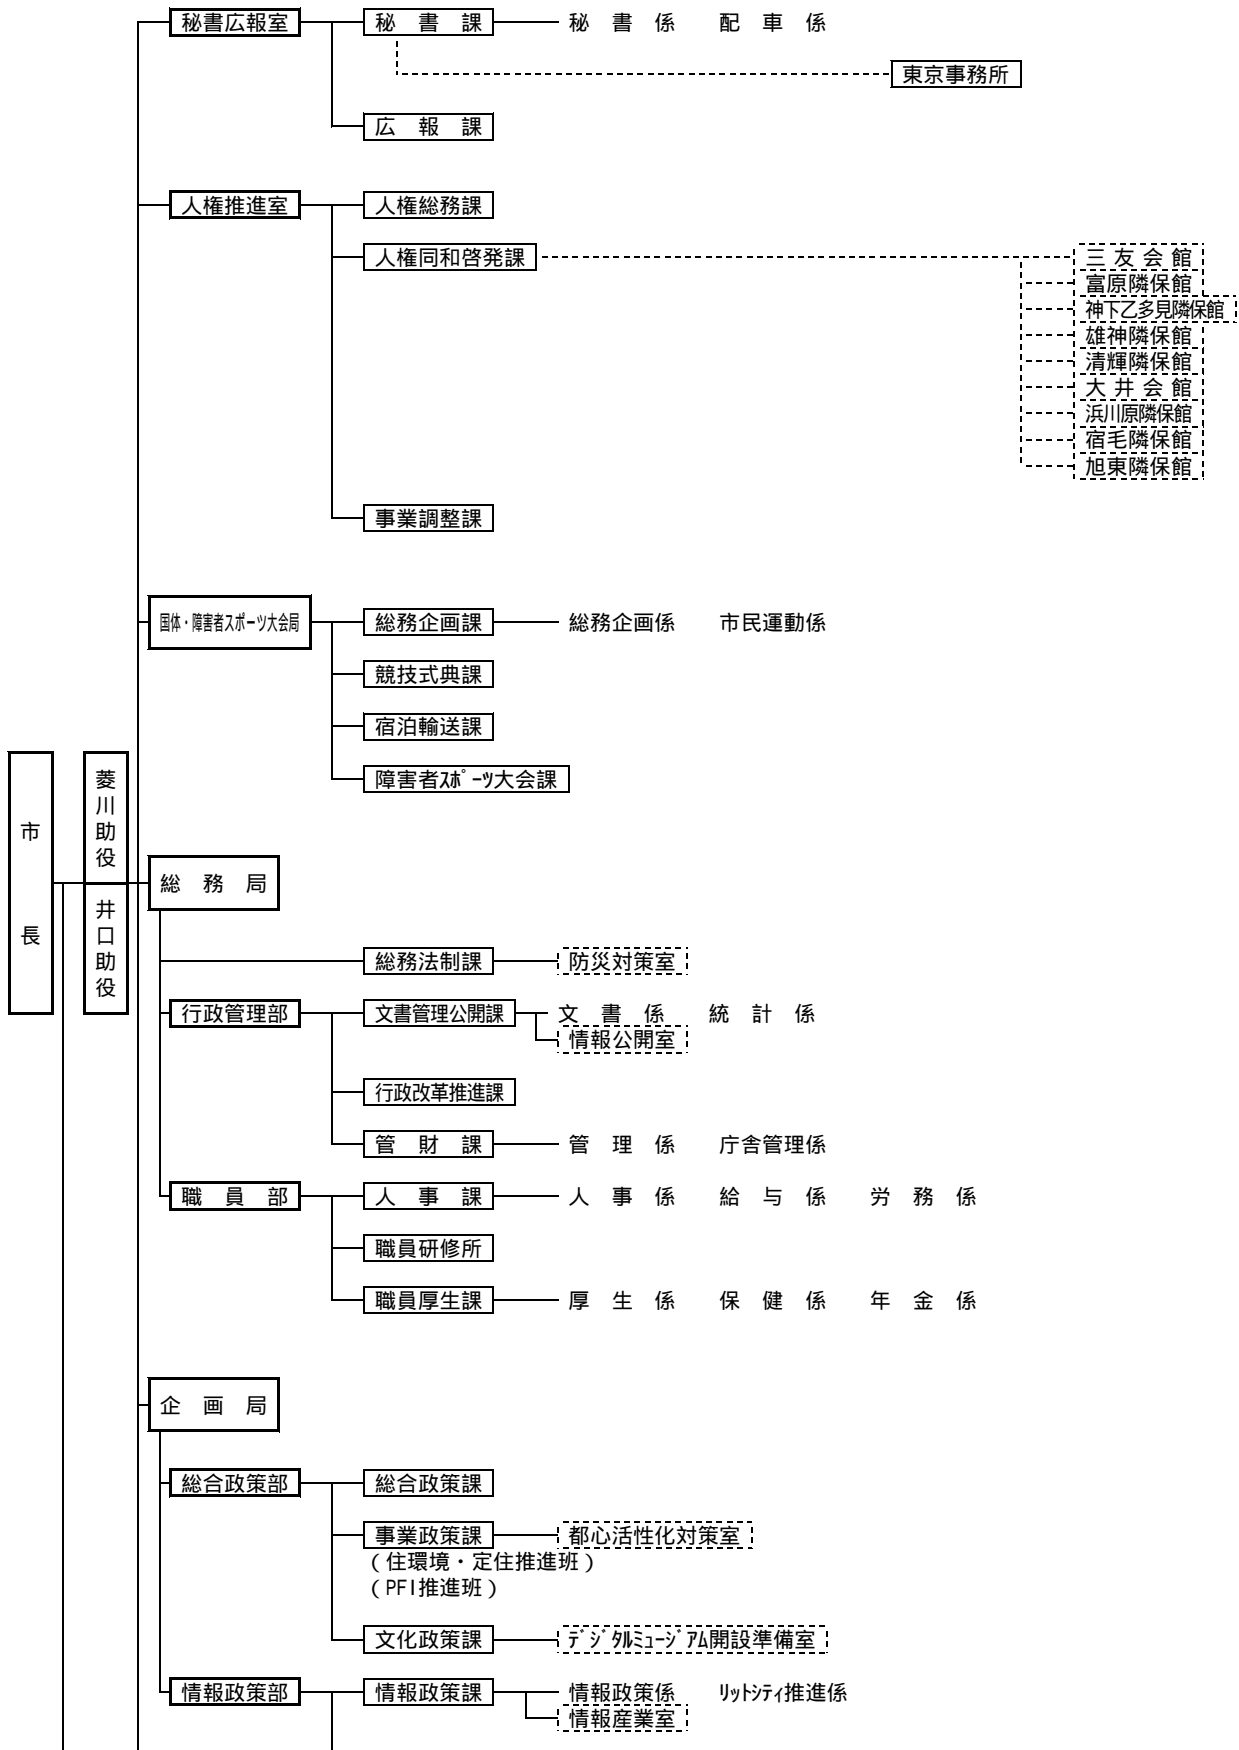 秘書広報室 秘書課 秘書係 配車係
東京事務所
広報課
人権推進室 人権総務課
人権同和啓発課 三友会館
富原隣保館
神下乙多見隣保館
雄神隣保館
清輝隣保館
大井会館
浜川原隣保館
宿毛隣保館
旭東隣保館
事業調整課
国体・障害者スポーツ大会局 総務企画課 総務企画係 市民運動係
競技式典課
宿泊輸送課
障害者ｽﾎﾟｰﾂ大会課
市長
菱川助役
井口助役
総務局
総務法制課 防災対策室
行政管理部 文書管理公開課 文書係 統計係
情報公開室
行政改革推進課
管財課 管理係 庁舎管理係
職員部 人事課 人事係 給与係 労務係
職員研修所
職員厚生課 厚生係 保健係 年金係
企画局
総合政策部 総合政策課
事業政策課 都心活性化対策室
（住環境・定住推進班）
（PFI推進班）
文化政策課 ﾃﾞｼﾞﾀﾙﾐｭｰｼﾞｱﾑ開設準備室
情報政策部 情報政策課 情報政策係 ﾘｯﾄｼﾃｨ推進係
情報産業室